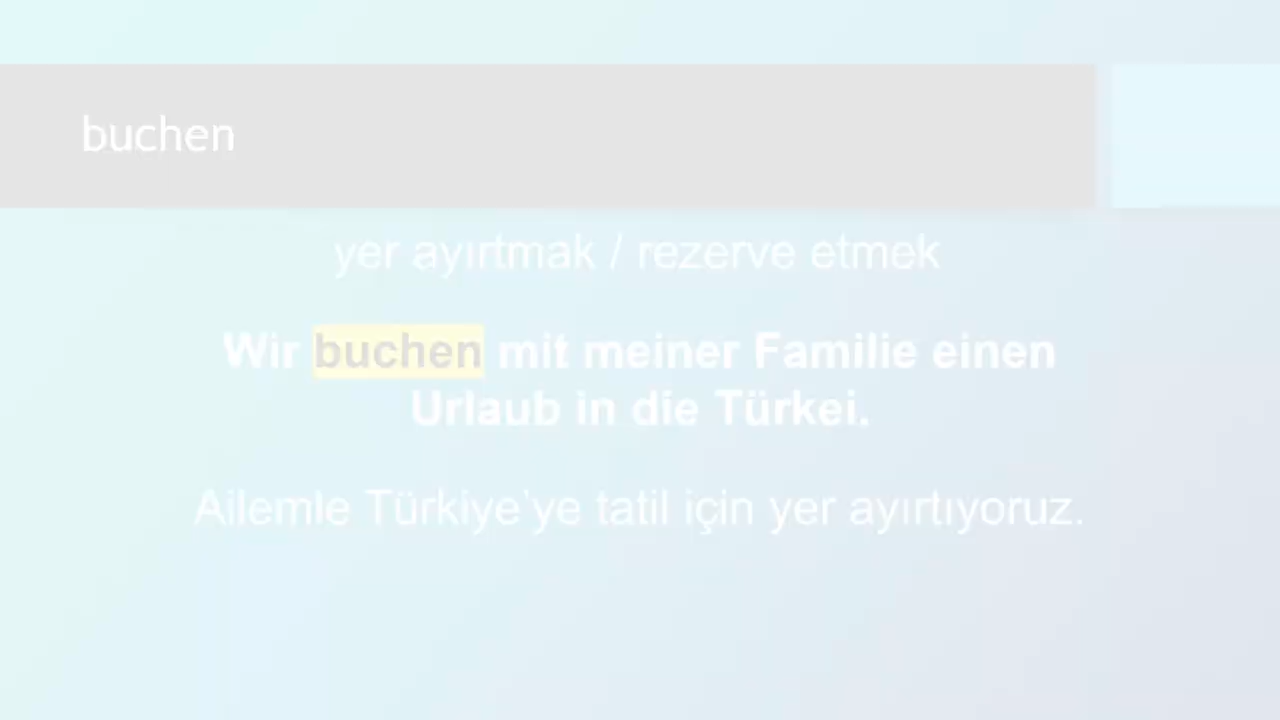 buchen
yer ayırtmak / rezerve etmek
Wir buchen mit meiner Familie einen
Urlaub in die Türkei.
Ailemle Türkiye'ye tatil için yer ayırtıyoruz.